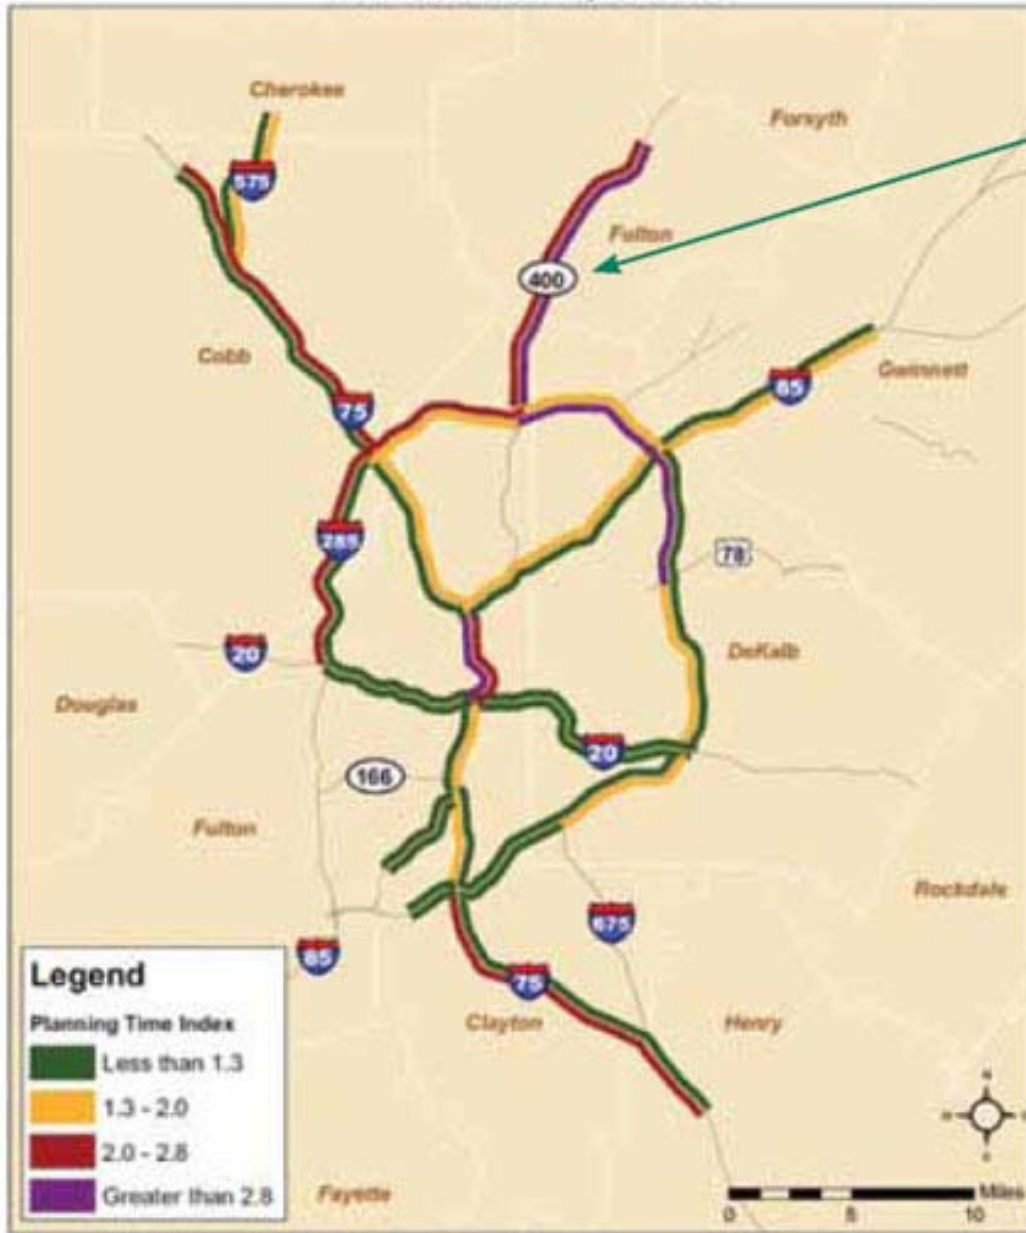 Cherokee
Forsyth
575
Fulton
400
Cobb
Gwinnett
85
75
285
78
20
DeKalb
Douglas
20
166
Fulton
Rockdale
675
85
75
Clayton
Henry
Legend
Planning Time Index
Less than 1.3
1.3 - 2.0
2.0 - 2.8
Greater than 2.8
Fayette
N
Miles
0 5 10